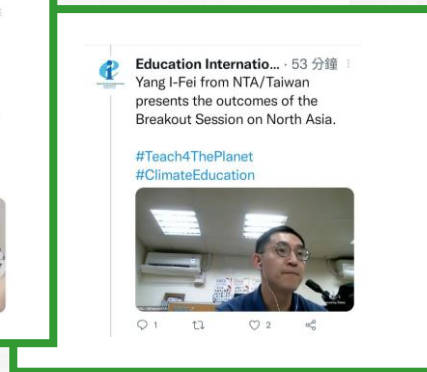 Education Internatio... · 53 分鐘
Yang I-Fei from NTA/Taiwan
presents the outcomes of the
Breakout Session on North Asia.
#Teach4ThePlanet
#ClimateEducation
1 2